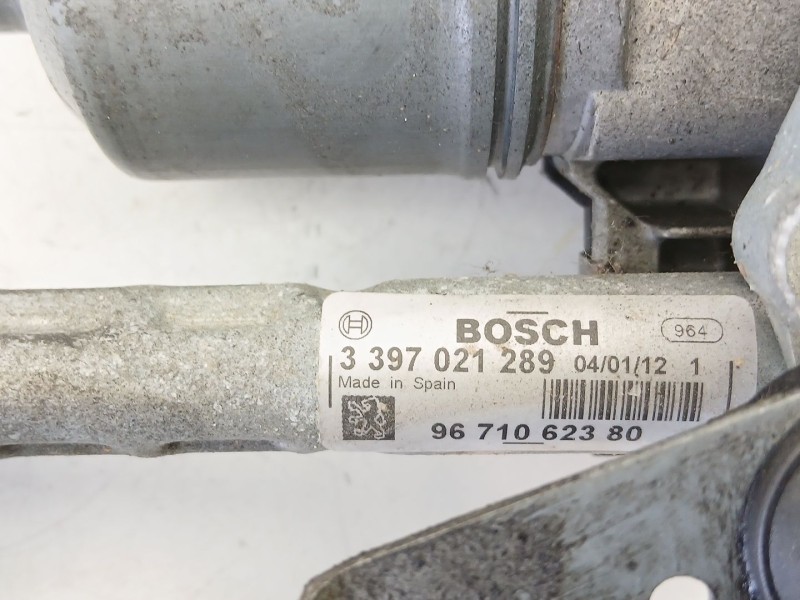 BOSCH 964
3 397 021 289 04/01/12 1
Made in Spain
96 710 623 80